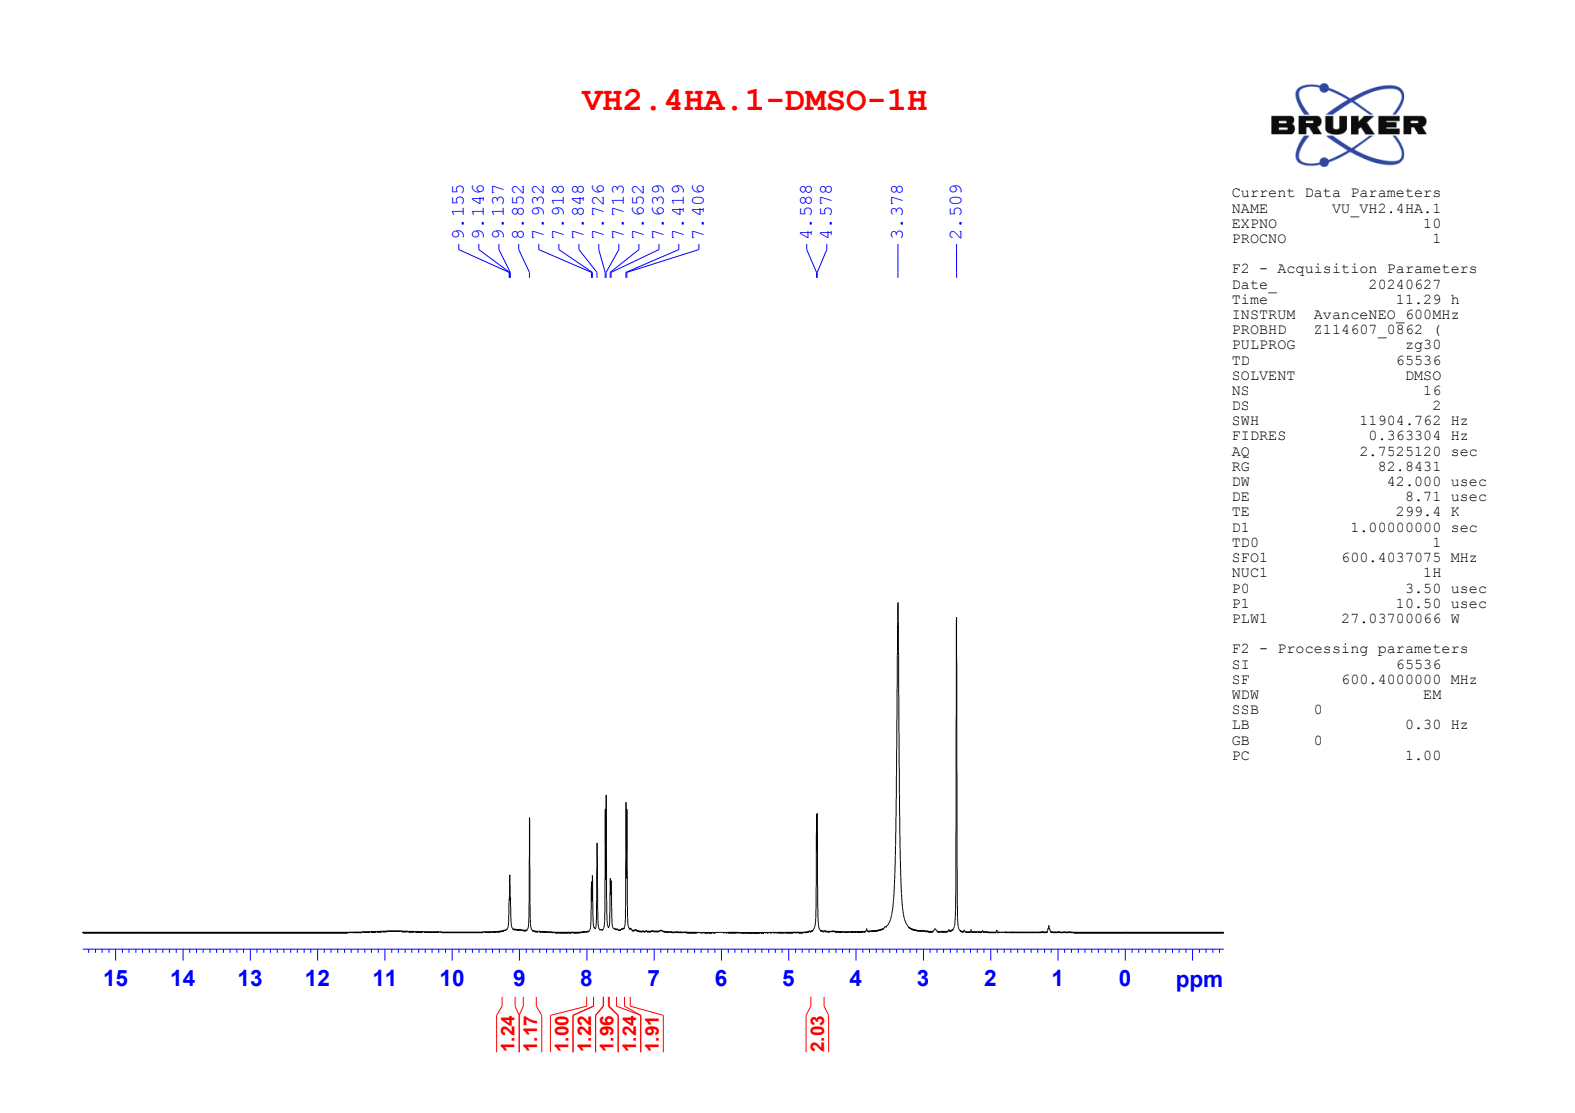 VH2.4HA.1-DMSO-1H
BRUKER
9.155
9.146
9.137
8.852
7.932
7.918
7.848
7.726
7.713
7.652
7.639
7.419
7.406
4.588
4.578
3.378
2.509
Current Data Parameters
NAME VU_VH2.4HA.1
EXPNO 10
PROCNO 1
F2 - Acquisition Parameters
Date_ 20240627
Time 11.29 h
INSTRUM AvanceNEO_600MHz
PROBHD Z114607_0862 (
PULPROG zg30
TD 65536
SOLVENT DMSO
NS 16
DS 2
SWH 11904.762 Hz
FIDRES 0.363304 Hz
AQ 2.7525120 sec
RG 82.8431
DW 42.000 usec
DE 8.71 usec
TE 299.4 K
D1 1.00000000 sec
TD0 1
SFO1 600.4037075 MHz
NUC1 1H
P0 3.50 usec
P1 10.50 usec
PLW1 27.03700066 W
F2 - Processing parameters
SI 65536
SF 600.4000000 MHz
WDW EM
SSB 0
LB 0.30 Hz
GB 0
PC 1.00
15 14 13 12 11 10 9 8 7 6 5 4 3 2 1 0 ppm
1.24
1.17
1.00
1.22
1.96
1.24
1.91
2.03